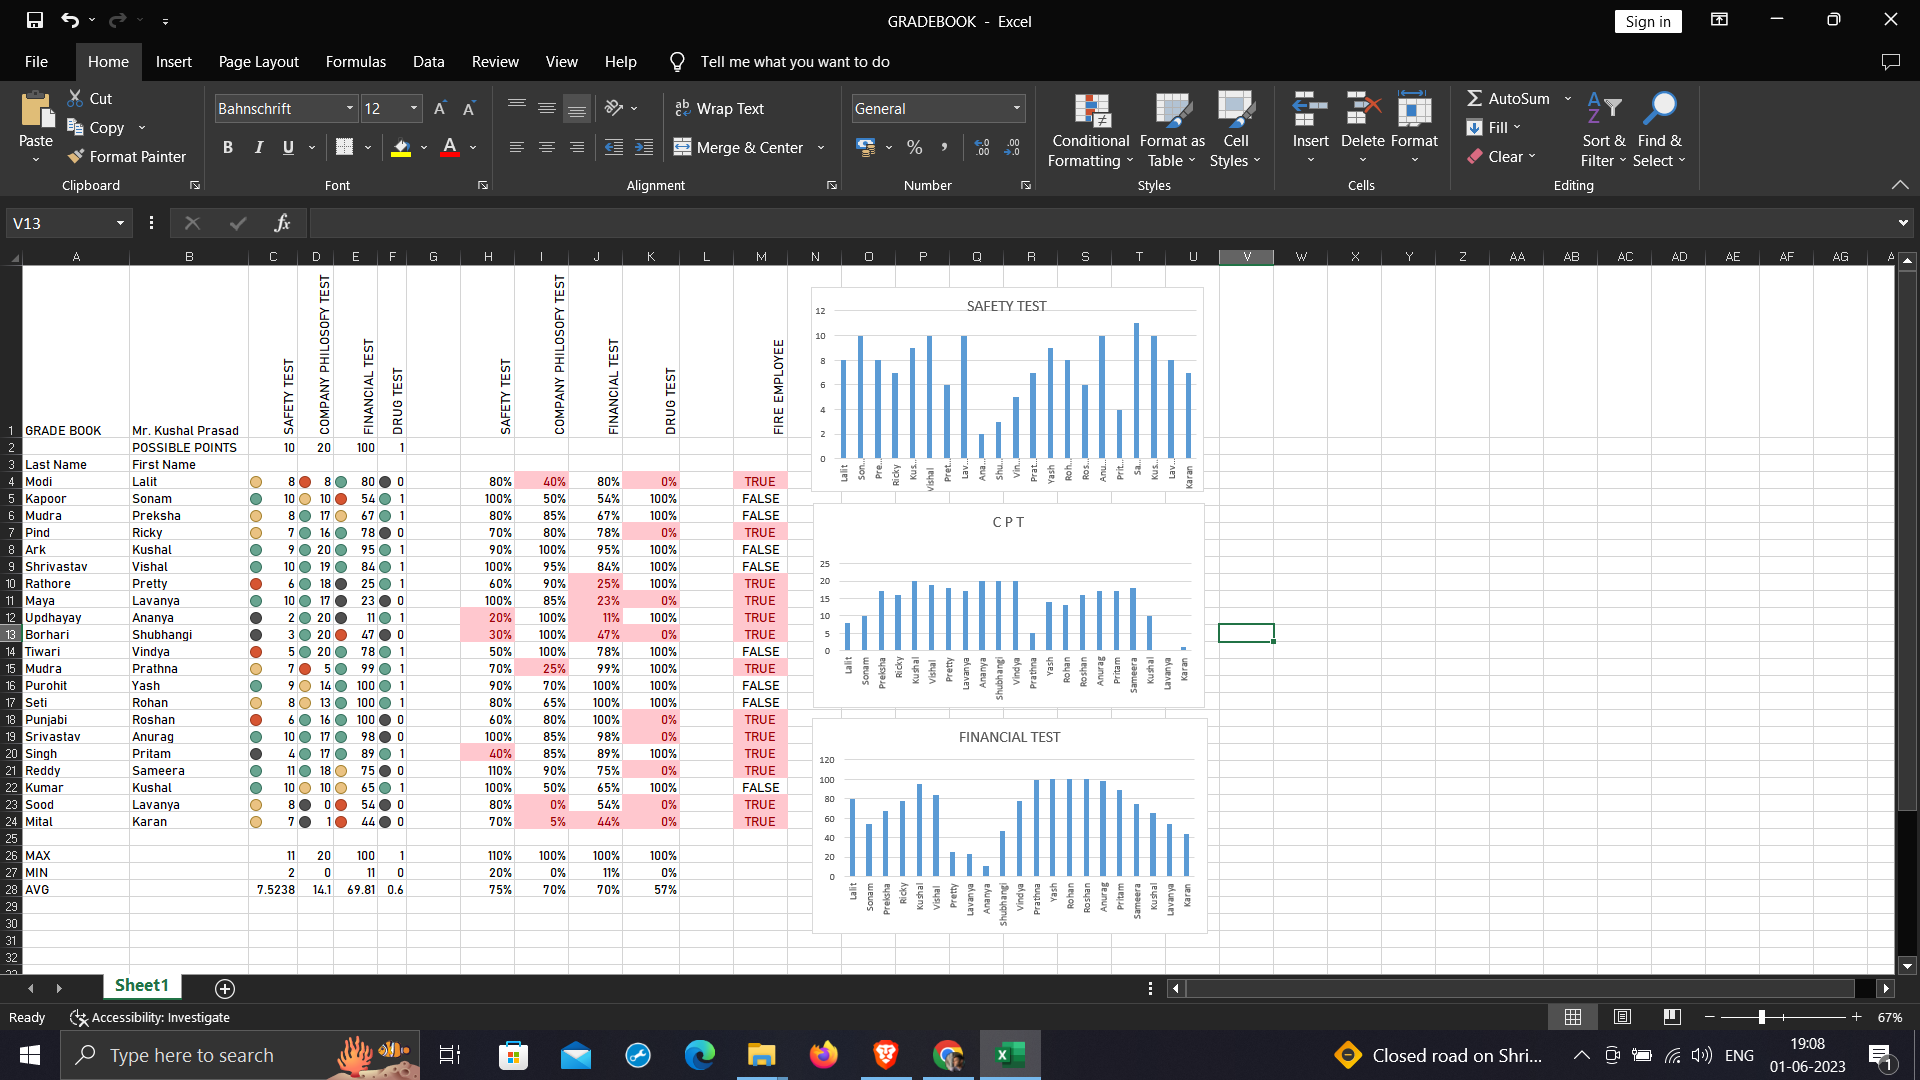 GRADEBOOK - Excel
Sign in
File Home Insert Page Layout Formulas Data Review View Help Tell me what you want to do
Paste
Cut
Copy
Format Painter
Clipboard
Bahnschrift 12
B I U
Font
Wrap Text
Merge & Center
Alignment
General
Number
Conditional Formatting
Format as Table
Cell Styles
Styles
Insert Delete Format
Cells
AutoSum
Fill
Clear
Sort & Filter
Find & Select
Editing
V13
fx
A B C D E F G H I J K L M N O P Q R S T U V W X Y Z AA AB AC AD AE AF AG A
1 GRADE BOOK Mr. Kushal Prasad SAFETY TEST COMPANY PHILOSOFY TEST FINANCIAL TEST DRUG TEST SAFETY TEST COMPANY PHILOSOFY TEST FINANCIAL TEST DRUG TEST FIRE EMPLOYEE
2 POSSIBLE POINTS 10 20 100 1
3 Last Name First Name
4 Modi Lalit 8 8 80 0 80% 40% 80% 0% TRUE
5 Kapoor Sonam 10 10 54 1 100% 50% 54% 100% FALSE
6 Mudra Preksha 8 17 67 1 80% 85% 67% 100% FALSE
7 Pind Ricky 7 16 78 0 70% 80% 78% 0% TRUE
8 Ark Kushal 9 20 95 1 90% 100% 95% 100% FALSE
9 Shrivastav Vishal 10 19 84 1 100% 95% 84% 100% FALSE
10 Rathore Pretty 6 18 25 1 60% 90% 25% 100% TRUE
11 Maya Lavanya 10 17 23 0 100% 85% 23% 0% TRUE
12 Updhayay Ananya 2 20 11 1 20% 100% 11% 100% TRUE
13 Borhari Shubhangi 3 20 47 0 30% 100% 47% 0% TRUE
14 Tiwari Vindya 5 20 78 1 50% 100% 78% 100% FALSE
15 Mudra Prathna 7 5 99 1 70% 25% 99% 100% TRUE
16 Purohit Yash 9 14 100 1 90% 70% 100% 100% FALSE
17 Seti Rohan 8 13 100 1 80% 65% 100% 100% FALSE
18 Punjabi Roshan 6 16 100 0 60% 80% 100% 0% TRUE
19 Srivastav Anurag 10 17 98 0 100% 85% 98% 0% TRUE
20 Singh Pritam 4 17 89 1 40% 85% 89% 100% TRUE
21 Reddy Sameera 11 18 75 0 110% 90% 75% 0% TRUE
22 Kumar Kushal 10 10 65 1 100% 50% 65% 100% FALSE
23 Sood Lavanya 8 0 54 0 80% 0% 54% 0% TRUE
24 Mital Karan 7 1 44 0 70% 5% 44% 0% TRUE
25
26 MAX 11 20 100 1 110% 100% 100% 100%
27 MIN 2 0 11 0 20% 0% 11% 0%
28 AVG 7.5238 14.1 69.81 0.6 75% 70% 70% 57%
29
30
31
32
SAFETY TEST
12
10
8
6
4
2
0
Lalit Son... Pre... Ricky Kus... Vishal Pret... Lav... Ana... Shu... Vin... Prat... Yash Roh... Ros... Anu... Prit... Sa... Kus... Lav... Karan
C P T
25
20
15
10
5
0
Lalit Sonam Preksha Ricky Kushal Vishal Pretty Lavanya Ananya Shubhangi Vindya Prathna Yash Rohan Roshan Anurag Pritam Sameera Kushal Lavanya Karan
FINANCIAL TEST
120
100
80
60
40
20
0
Lalit Sonam Preksha Ricky Kushal Vishal Pretty Lavanya Ananya Shubhangi Vindya Prathna Yash Rohan Roshan Anurag Pritam Sameera Kushal Lavanya Karan
Sheet1
Ready Accessibility: Investigate 67%
Type here to search
Closed road on Shri...
ENG
19:08
01-06-2023
1